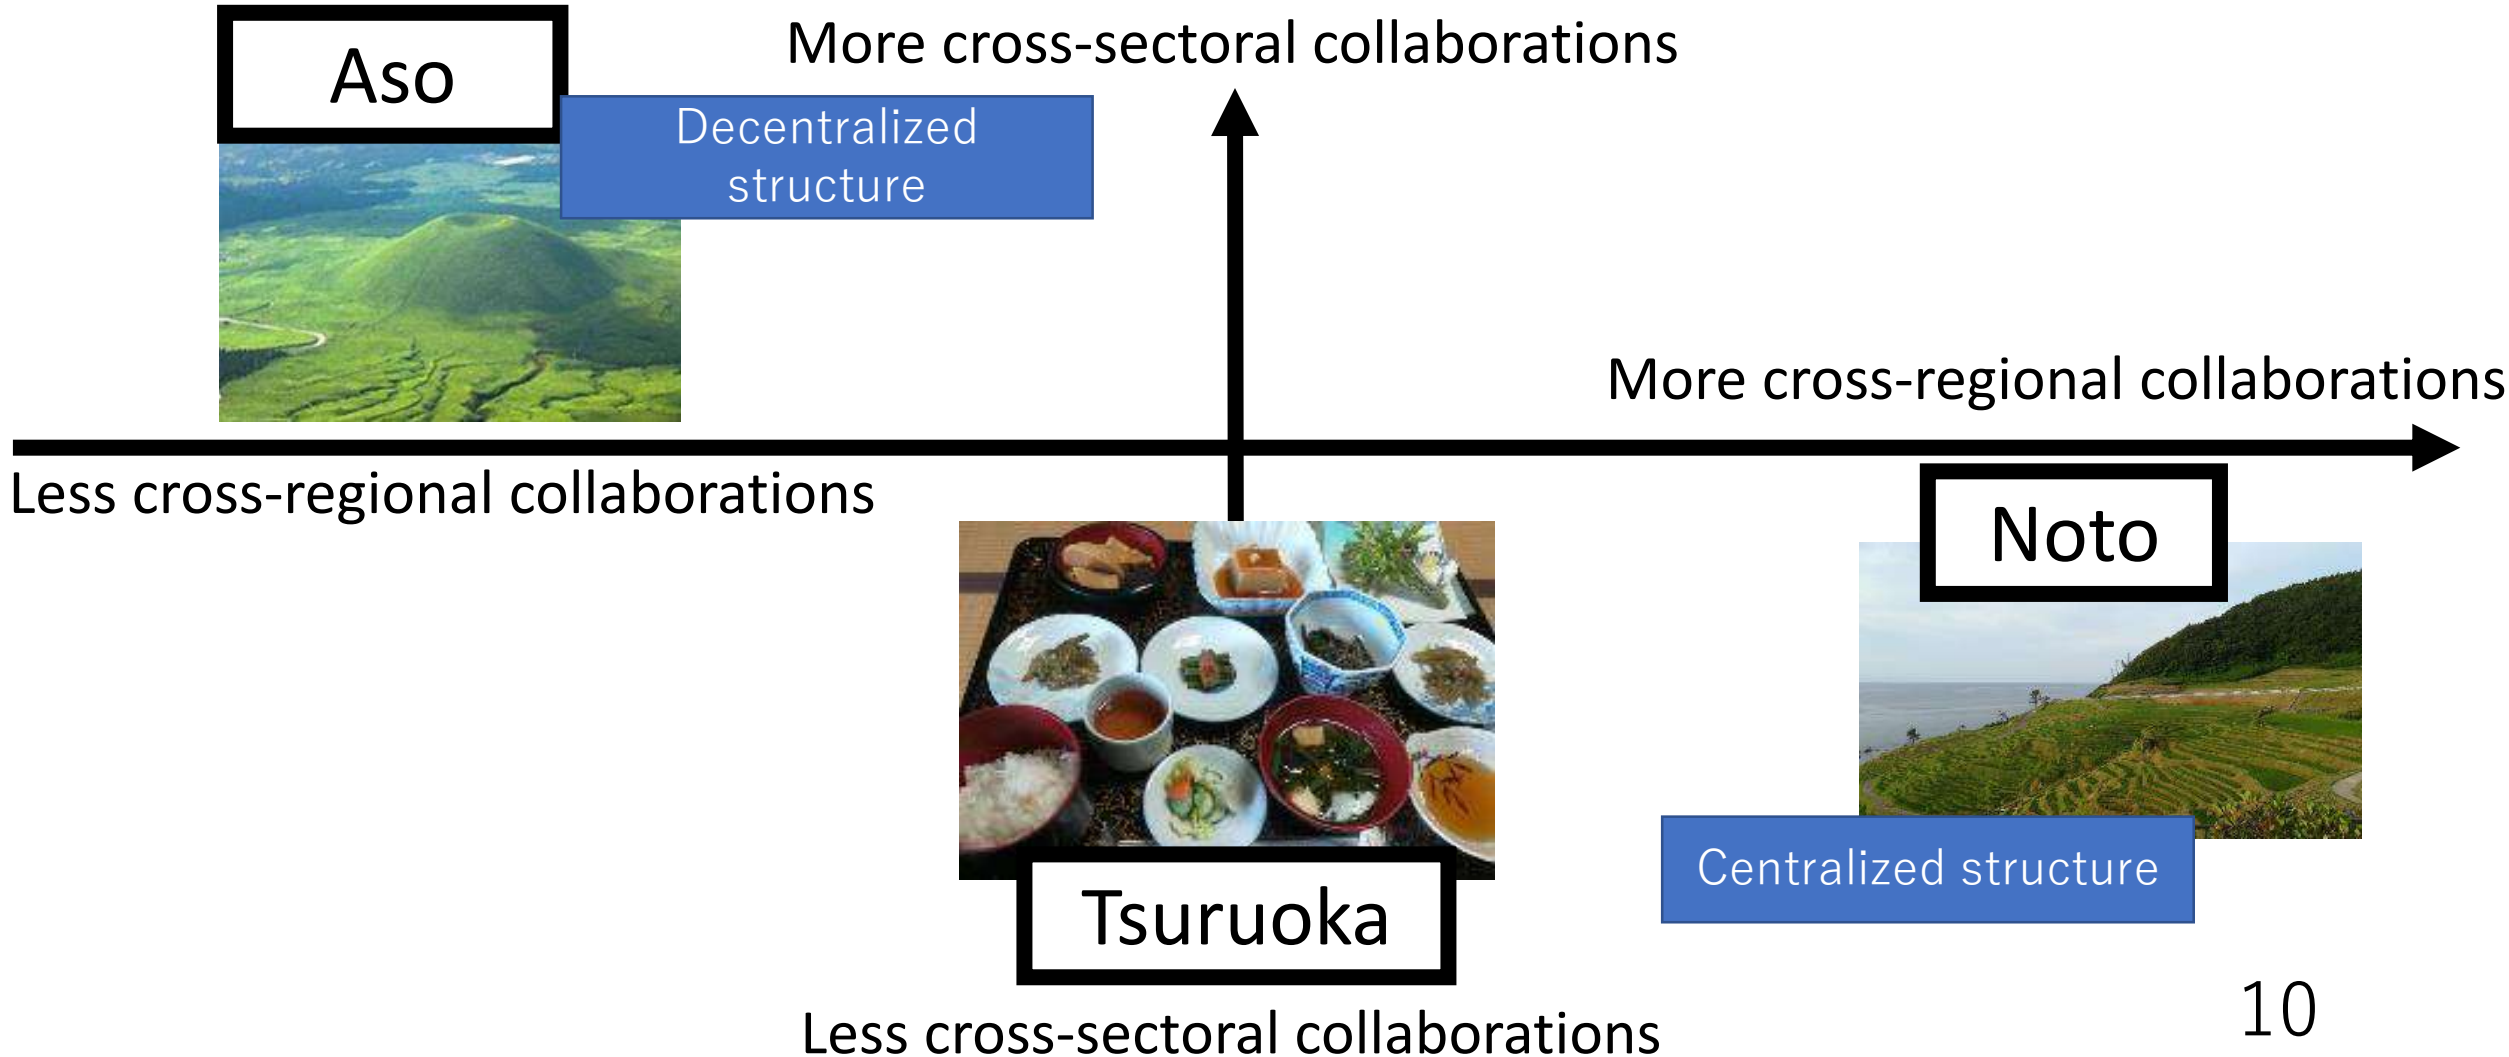 Aso
More cross-sectoral collaborations
Decentralized
structure
More cross-regional collaborations
Less cross-regional collaborations
Noto
Centralized structure
Tsuruoka
10
Less cross-sectoral collaborations